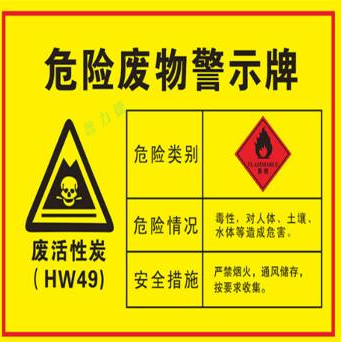 危险废物警示牌
废活性炭
(HW49)
危险类别
FLAMMABLE
易燃
危险情况
毒性，对人体、土壤、
水体等造成危害。
安全措施
严禁烟火，通风储存，
按要求收集。